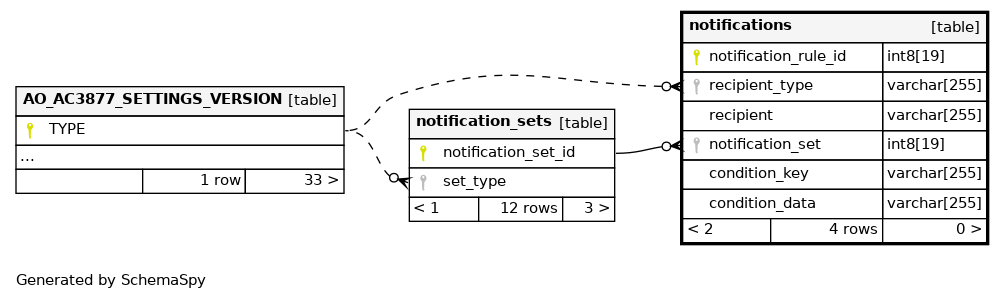 AO_AC3877_SETTINGS_VERSION [table]
TYPE
...
1 row 33 >
notification_sets [table]
notification_set_id
set_type
< 1 12 rows 3 >
notifications [table]
notification_rule_id int8[19]
recipient_type varchar[255]
recipient varchar[255]
notification_set int8[19]
condition_key varchar[255]
condition_data varchar[255]
< 2 4 rows 0 >
Generated by SchemaSpy